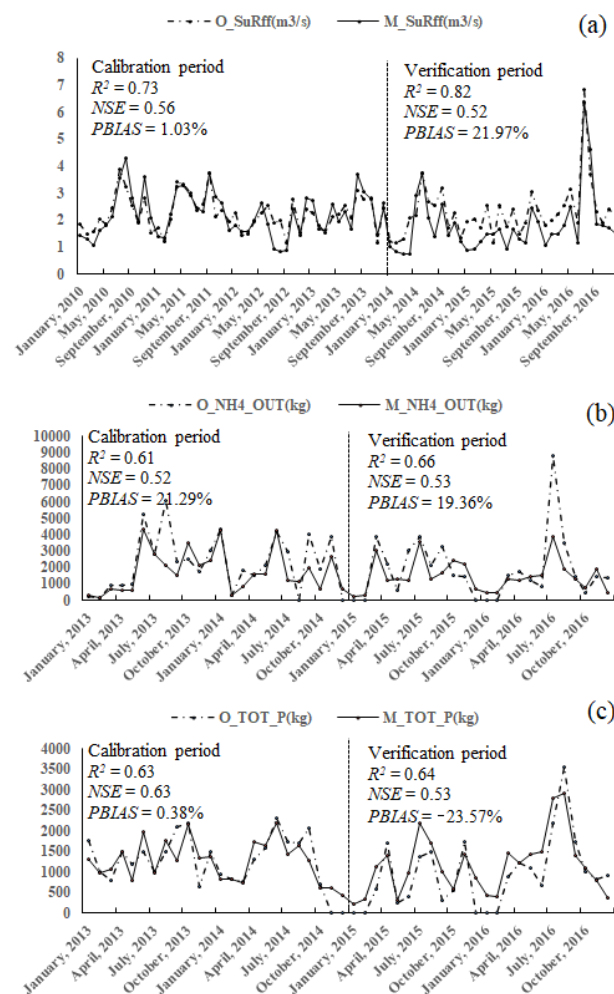 O_SuRff(m3/s) M_SuRff(m3/s)
(a)
8
7
6
5
4
3
2
1
0
Calibration period
R² = 0.73
NSE = 0.56
PBIAS = 1.03%
Verification period
R² = 0.82
NSE = 0.52
PBIAS = 21.97%
January, 2010
May, 2010
September, 2010
January, 2011
May, 2011
September, 2011
January, 2012
May, 2012
September, 2012
January, 2013
May, 2013
September, 2013
January, 2014
May, 2014
September, 2014
January, 2015
May, 2015
September, 2015
January, 2016
May, 2016
September, 2016
O_NH4_OUT(kg) M_NH4_OUT(kg)
(b)
10000
9000
8000
7000
6000
5000
4000
3000
2000
1000
0
Calibration period
R² = 0.61
NSE = 0.52
PBIAS = 21.29%
Verification period
R² = 0.66
NSE = 0.53
PBIAS = 19.36%
January, 2013
April, 2013
July, 2013
October, 2013
January, 2014
April, 2014
July, 2014
October, 2014
January, 2015
April, 2015
July, 2015
October, 2015
January, 2016
April, 2016
July, 2016
October, 2016
O_TOT_P(kg) M_TOT_P(kg)
(c)
4000
3500
3000
2500
2000
1500
1000
500
0
Calibration period
R² = 0.63
NSE = 0.63
PBIAS = 0.38%
Verification period
R² = 0.64
NSE = 0.53
PBIAS = −23.57%
January, 2013
April, 2013
July, 2013
October, 2013
January, 2014
April, 2014
July, 2014
October, 2014
January, 2015
April, 2015
July, 2015
October, 2015
January, 2016
April, 2016
July, 2016
October, 2016